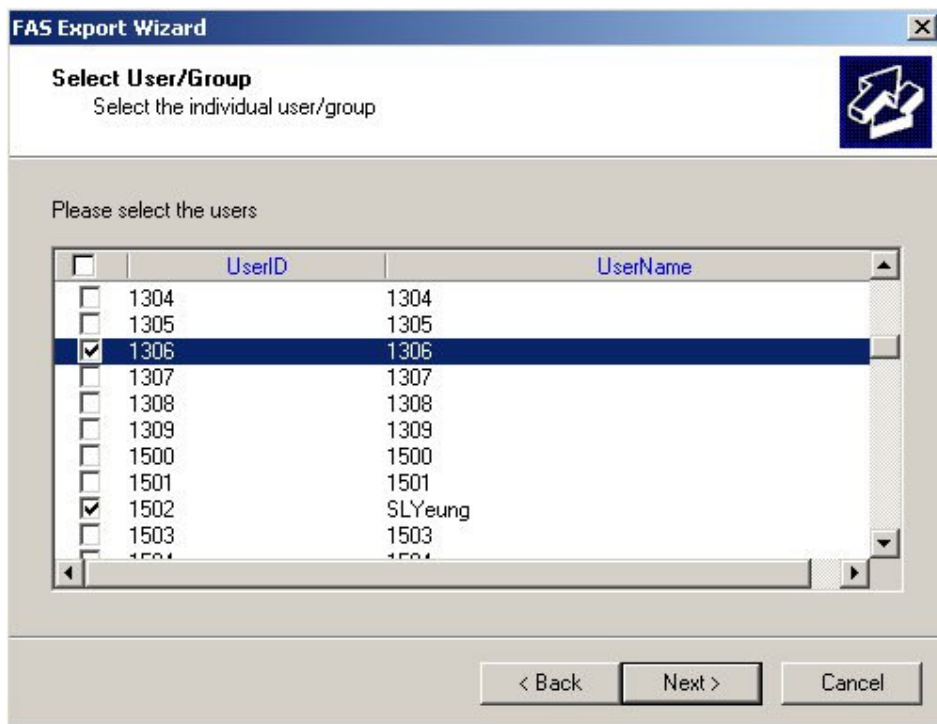 FAS Export Wizard
Select User/Group
Select the individual user/group
Please select the users
UserID UserName
1304 1304
1305 1305
1306 1306
1307 1307
1308 1308
1309 1309
1500 1500
1501 1501
1502 SLYeung
1503 1503
< Back Next > Cancel